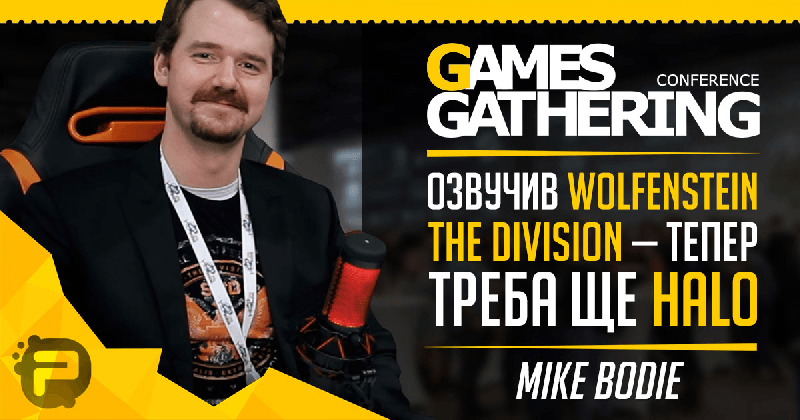 GAMES
CONFERENCE
GATHERING
ОЗВУЧИВ WOLFENSTEIN
THE DIVISION – ТЕПЕР
ТРЕБА ЩЕ HALO
MIKE BODIE
P